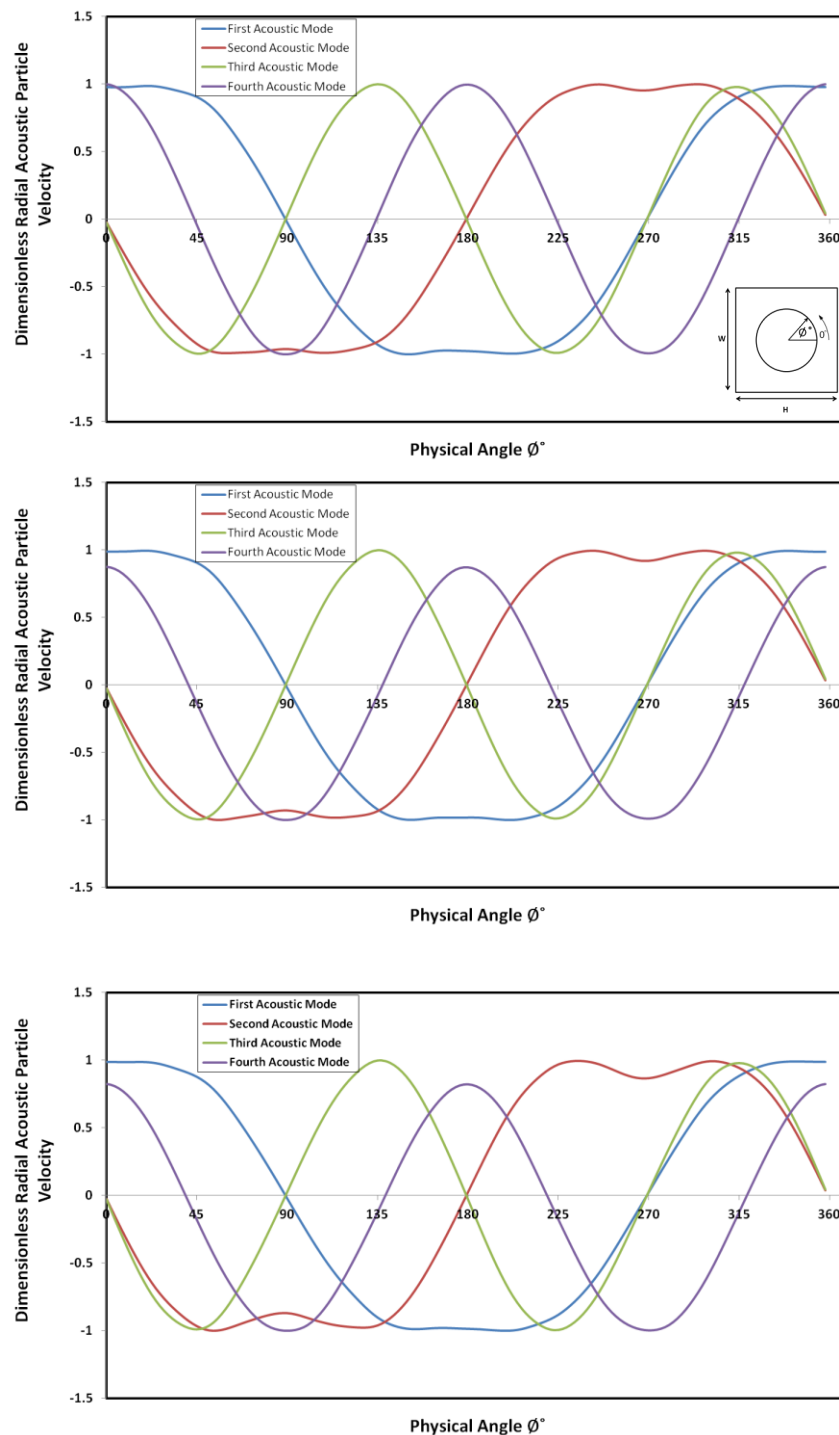 1.5
First Acoustic Mode
Second Acoustic Mode
Third Acoustic Mode
Fourth Acoustic Mode
1
0.5
0
-0.5
-1
-1.5
0 45 90 135 180 225 270 315 360
Dimensionless Radial Acoustic Particle
Velocity
Physical Angle Ø°
W
H
Ø°
0°
1.5
First Acoustic Mode
Second Acoustic Mode
Third Acoustic Mode
Fourth Acoustic Mode
1
0.5
0
-0.5
-1
-1.5
0 45 90 135 180 225 270 315 360
Dimensionless Radial Acoustic Particle
Velocity
Physical Angle Ø°
1.5
First Acoustic Mode
Second Acoustic Mode
Third Acoustic Mode
Fourth Acoustic Mode
1
0.5
0
-0.5
-1
-1.5
0 45 90 135 180 225 270 315 360
Dimensionless Radial Acoustic Particle
Velocity
Physical Angle Ø°